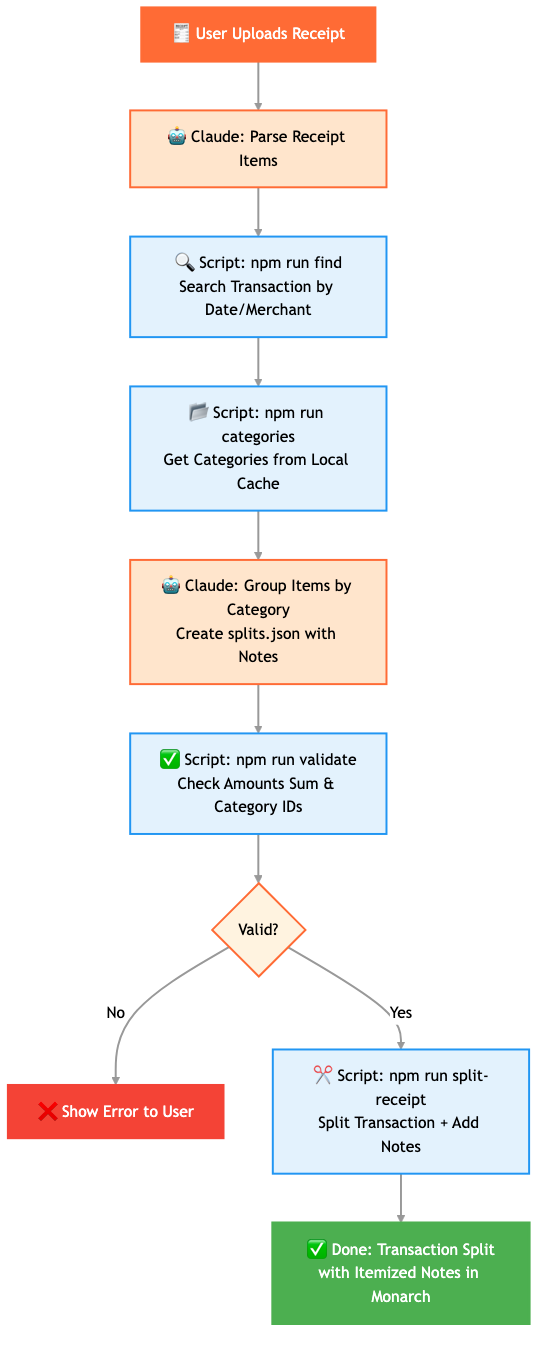 🧾 User Uploads Receipt
🤖 Claude: Parse Receipt
Items
🔍 Script: npm run find
Search Transaction by
Date/Merchant
📂 Script: npm run
categories
Get Categories from Local
Cache
🤖 Claude: Group Items by
Category
Create splits.json with
Notes
✅ Script: npm run validate
Check Amounts Sum &
Category IDs
Valid?
No
Yes
✂️ Script: npm run split-
receipt
Split Transaction + Add
Notes
❌ Show Error to User
✅ Done: Transaction Split
with Itemized Notes in
Monarch